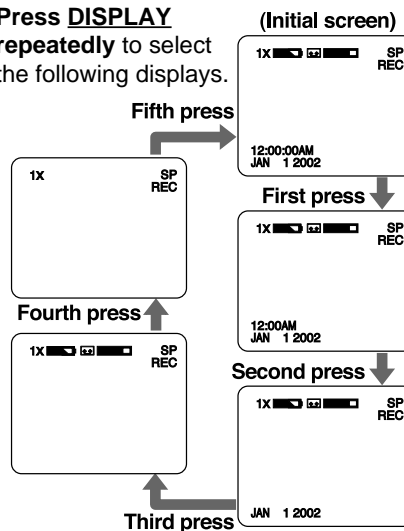 Press DISPLAY
repeatedly to select
the following displays.
(Initial screen)
1X SP
REC
12:00:00AM
JAN 1 2002
First press
1X SP
REC
12:00AM
JAN 1 2002
Second press
1X SP
REC
JAN 1 2002
Third press
1X SP
REC
Fourth press
1X SP
REC
Fifth press